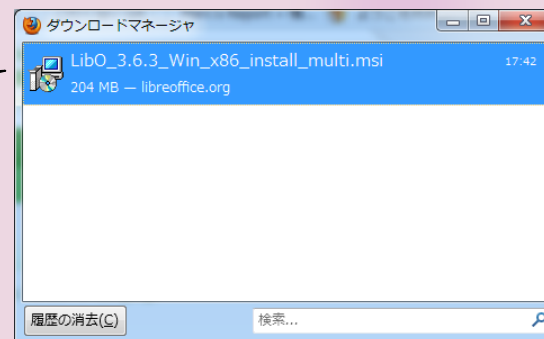 ダウンロードマネージャ
LibO_3.6.3_Win_x86_install_multi.msi
17:42
204 MB — libreoffice.org
履歴の消去(C)
検索...